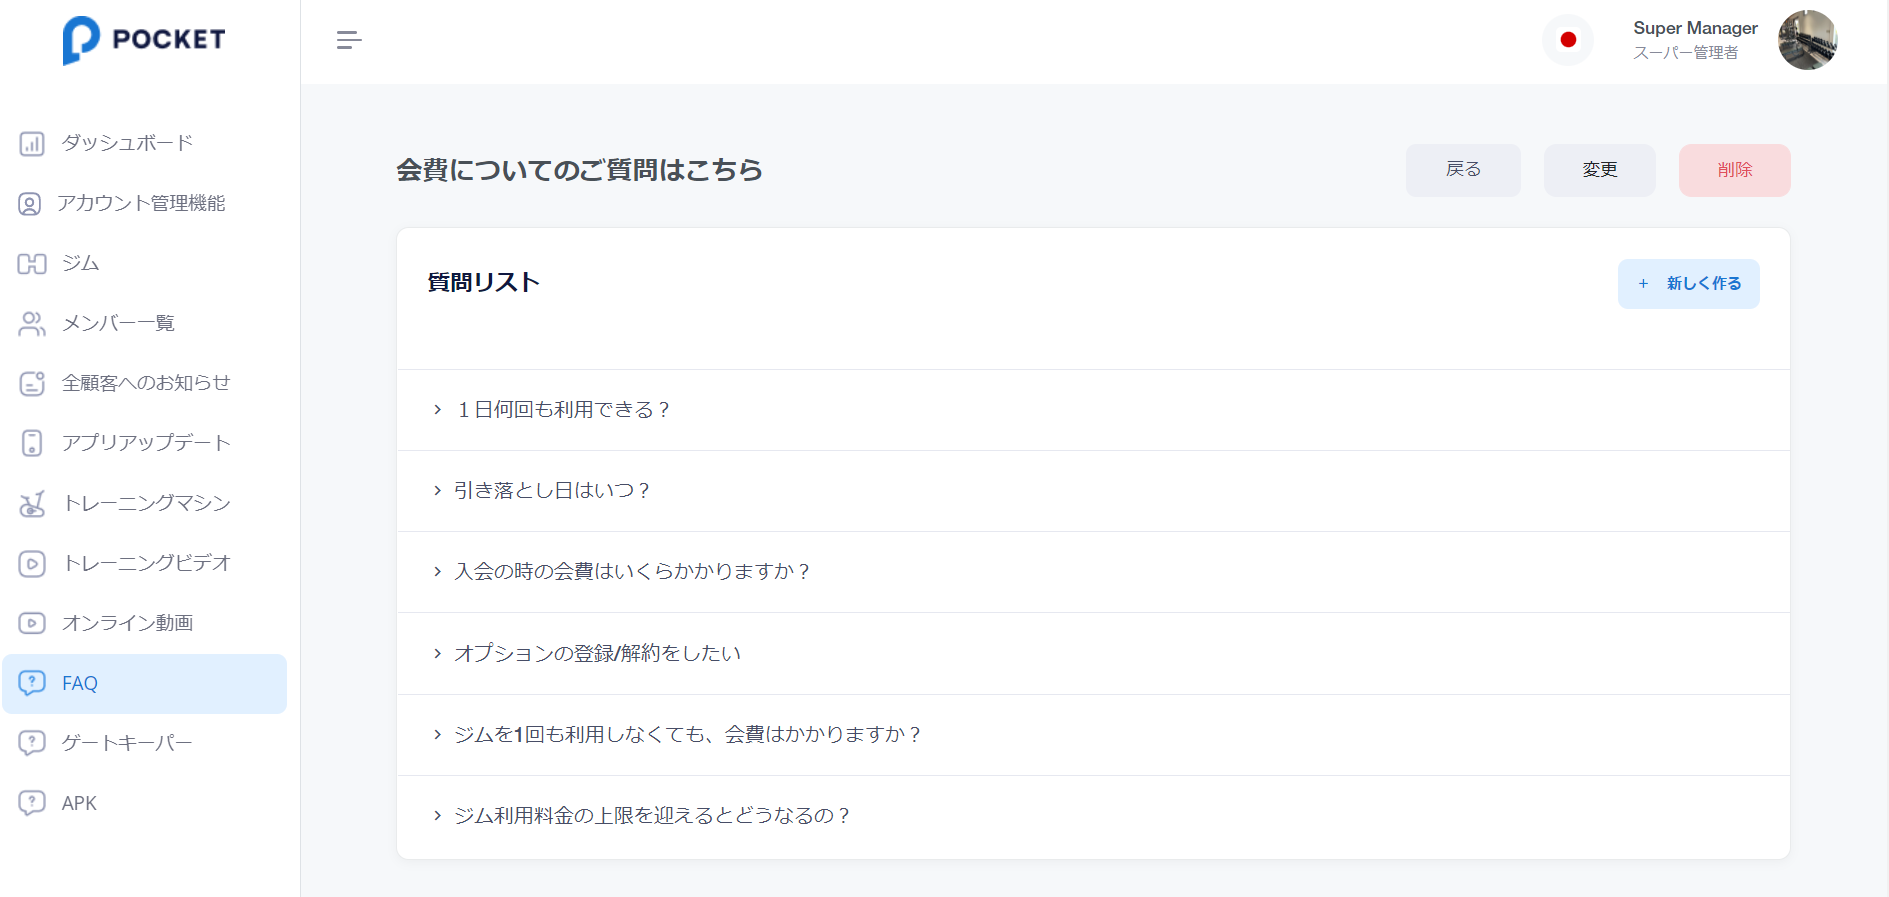 POCKET
Super Manager
スーパー管理者
ダッシュボード
アカウント管理機能
ジム
メンバー一覧
全顧客へのお知らせ
アプリアップデート
トレーニングマシン
トレーニングビデオ
オンライン動画
FAQ
ゲートキーパー
APK
会費についてのご質問はこちら
戻る
変更
削除
質問リスト
+ 新しく作る
１日何回も利用できる？
引き落とし日はいつ？
入会の時の会費はいくらかかりますか？
オプションの登録/解約をしたい
ジムを1回も利用しなくても、会費はかかりますか？
ジム利用料金の上限を迎えるとどうなるの？